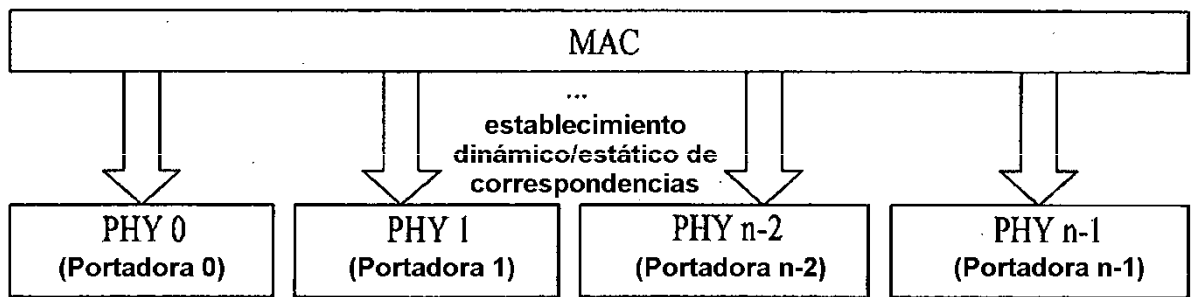 MAC
...
establecimiento
dinámico/estático de
correspondencias
PHY 0
(Portadora 0)
PHY 1
(Portadora 1)
PHY n-2
(Portadora n-2)
PHY n-1
(Portadora n-1)